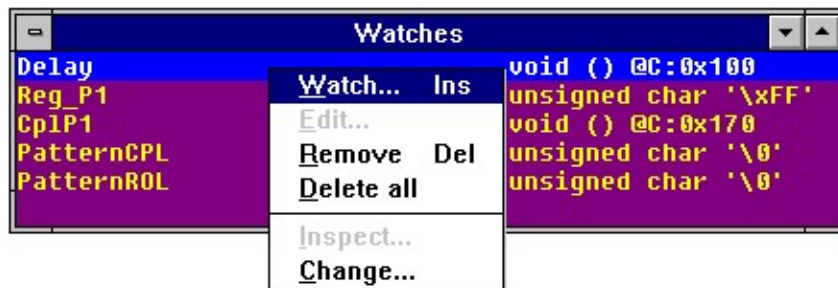 Watches
Delay void () @C:0x100
Reg_P1 unsigned char '\xFF'
CplP1 void () @C:0x170
PatternCPL unsigned char '\0'
PatternROL unsigned char '\0'
Watch... Ins
Edit...
Remove Del
Delete all
Inspect...
Change...